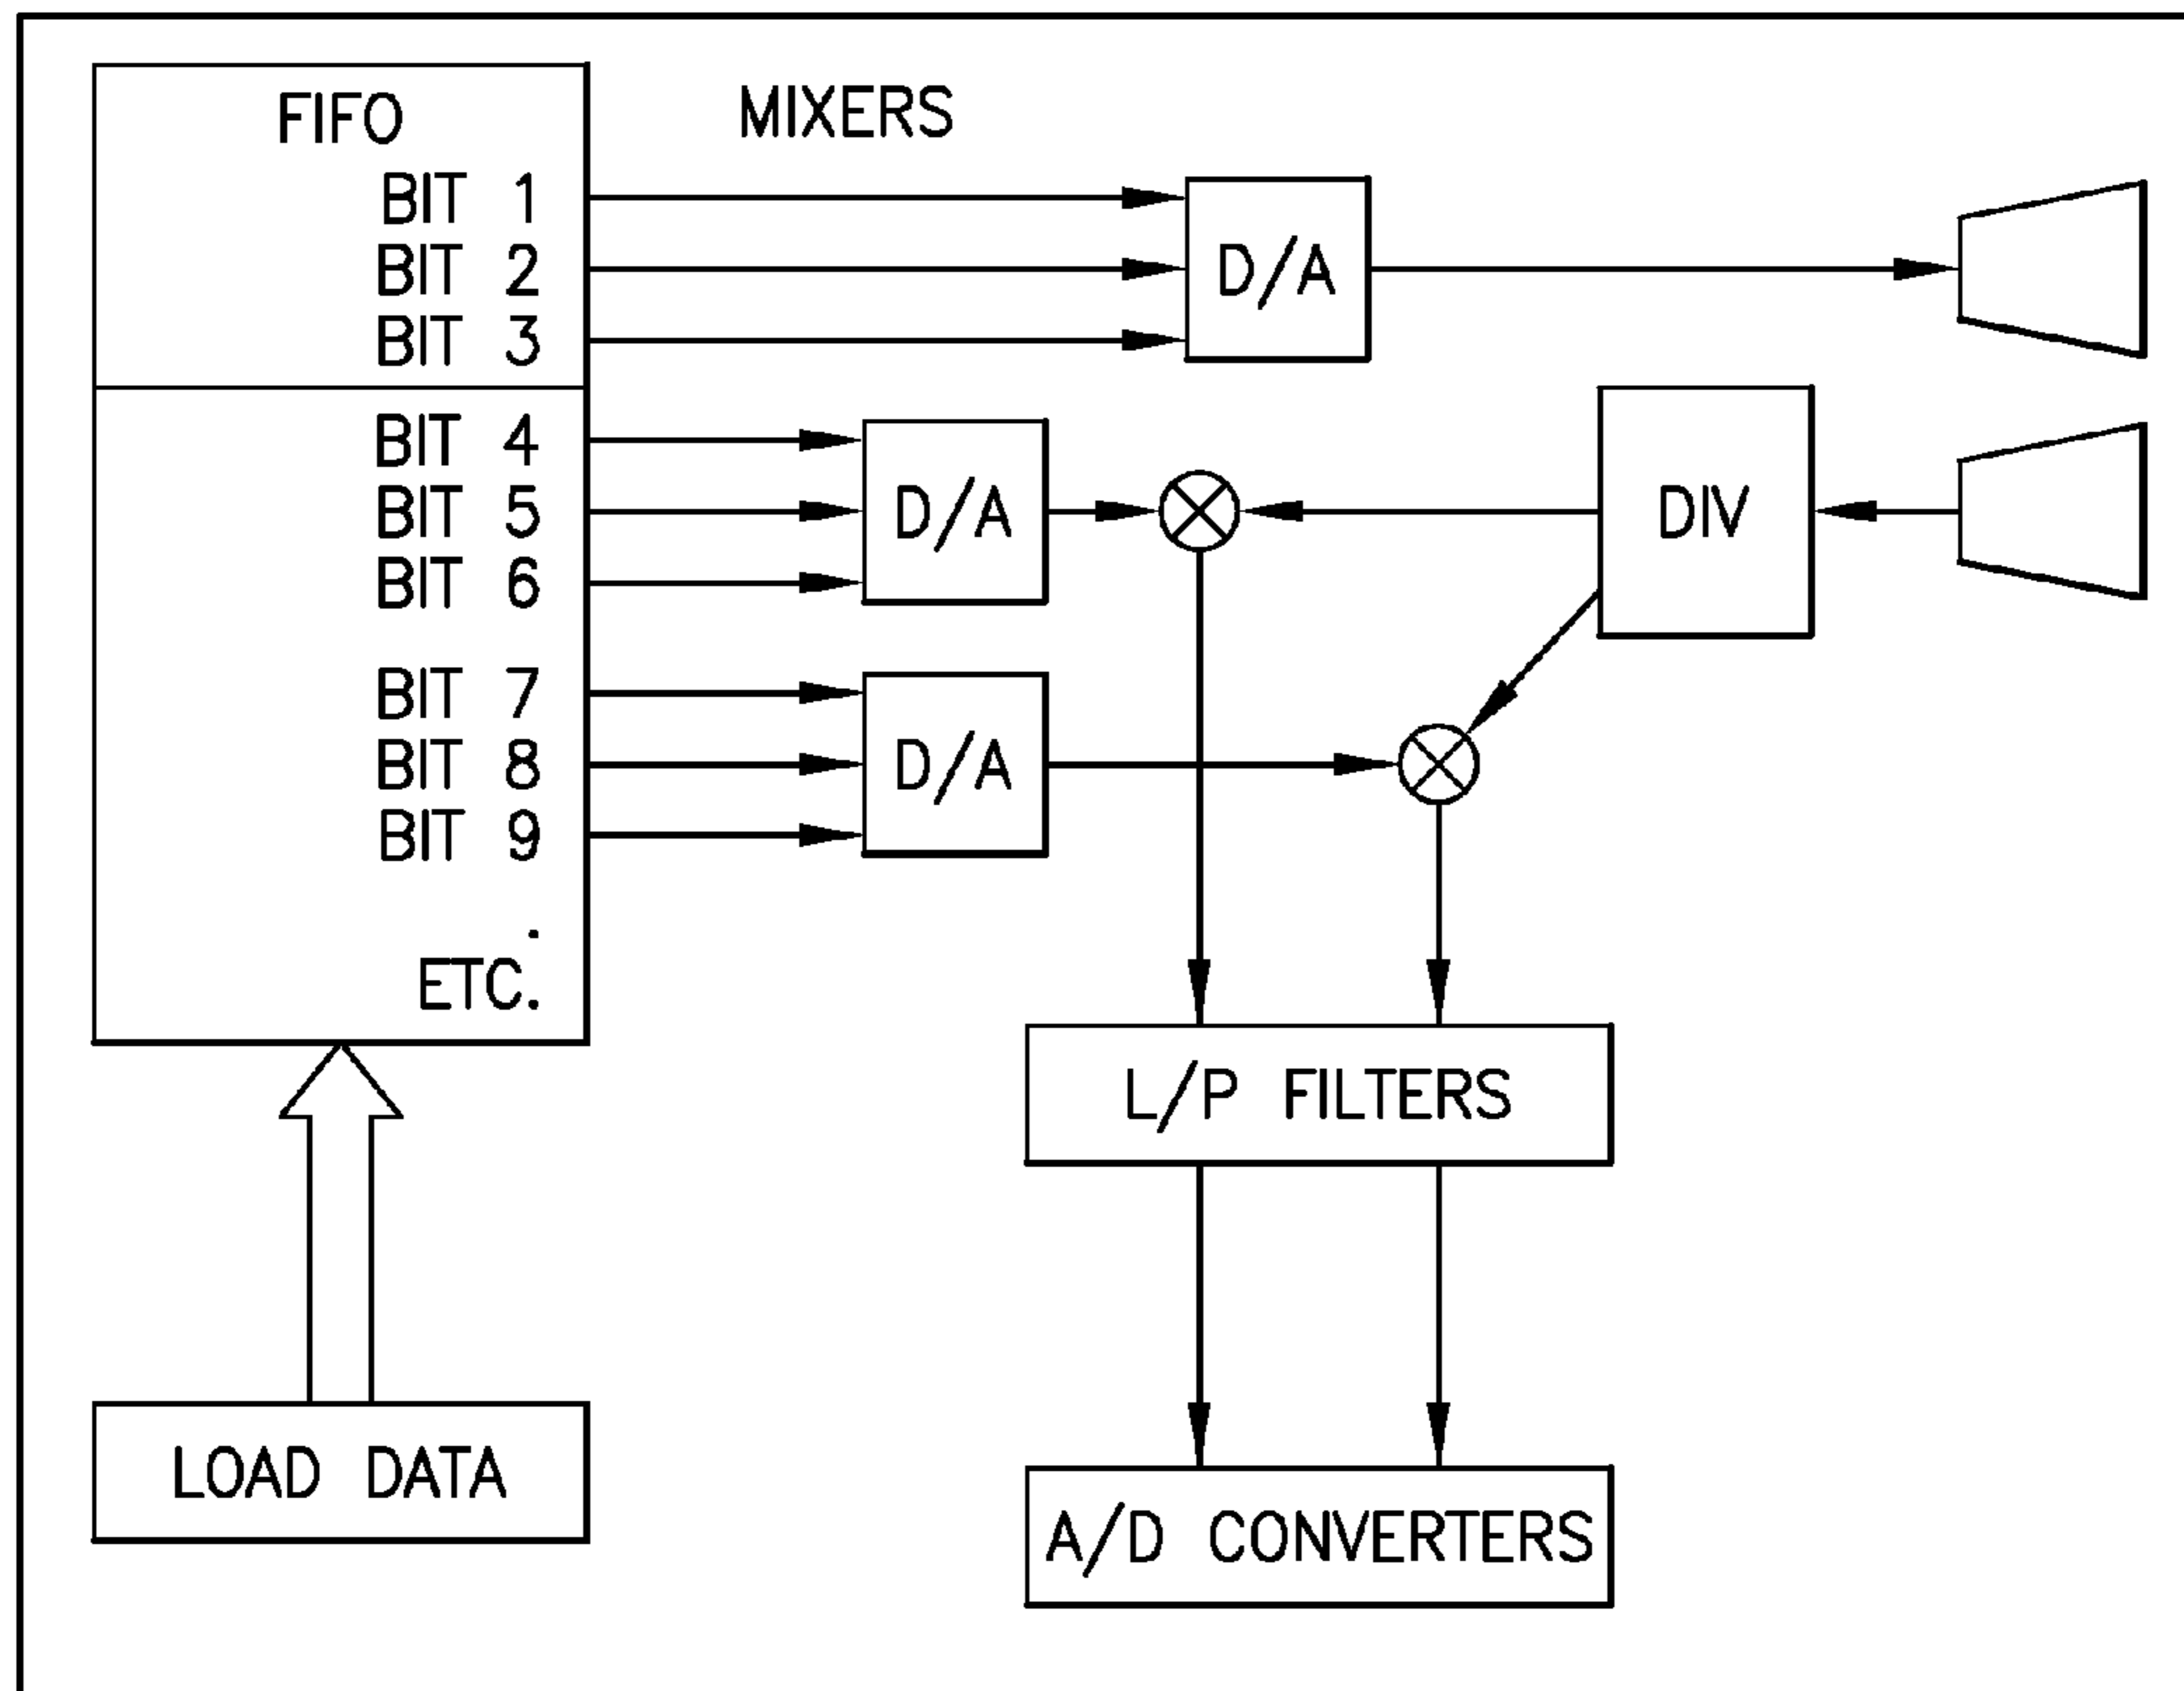 FIFO
MIXERS
BIT 1
BIT 2
BIT 3
D/A
BIT 4
BIT 5
BIT 6
D/A
DIV
BIT 7
BIT 8
BIT 9
D/A
.
ETC.
L/P FILTERS
LOAD DATA
A/D CONVERTERS